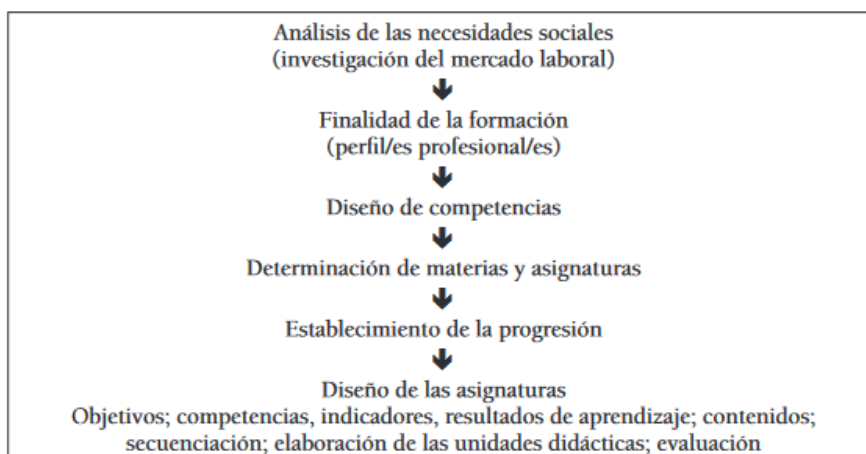 Análisis de las necesidades sociales
(investigación del mercado laboral)
Finalidad de la formación
(perfil/es profesional/es)
Diseño de competencias
Determinación de materias y asignaturas
Establecimiento de la progresión
Diseño de las asignaturas
Objetivos; competencias, indicadores, resultados de aprendizaje; contenidos;
secuenciación; elaboración de las unidades didácticas; evaluación